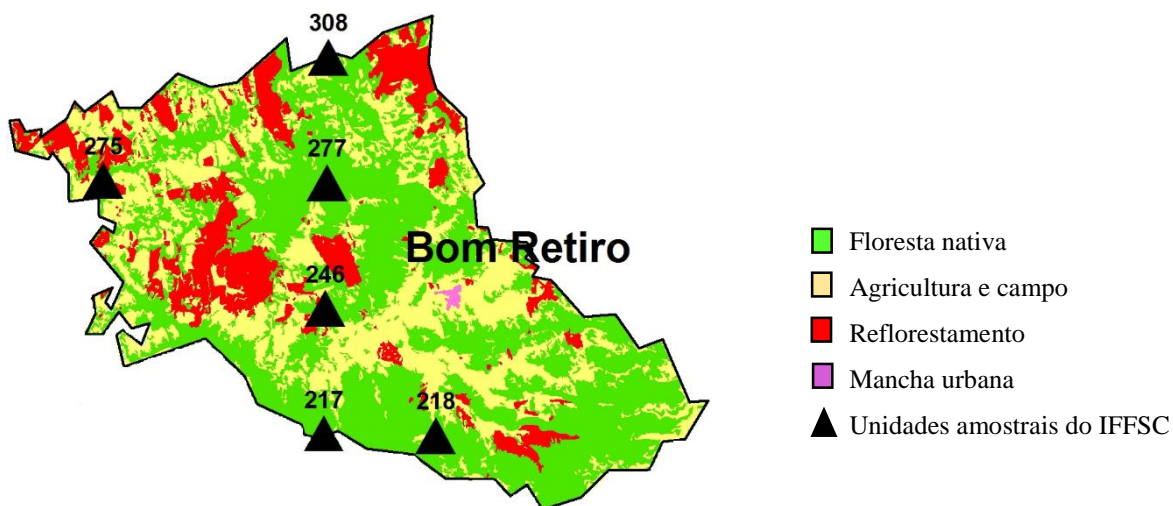 308
275
277
Bom Retiro
246
217
218
Floresta nativa
Agricultura e campo
Reflorestamento
Mancha urbana
Unidades amostrais do IFFSC